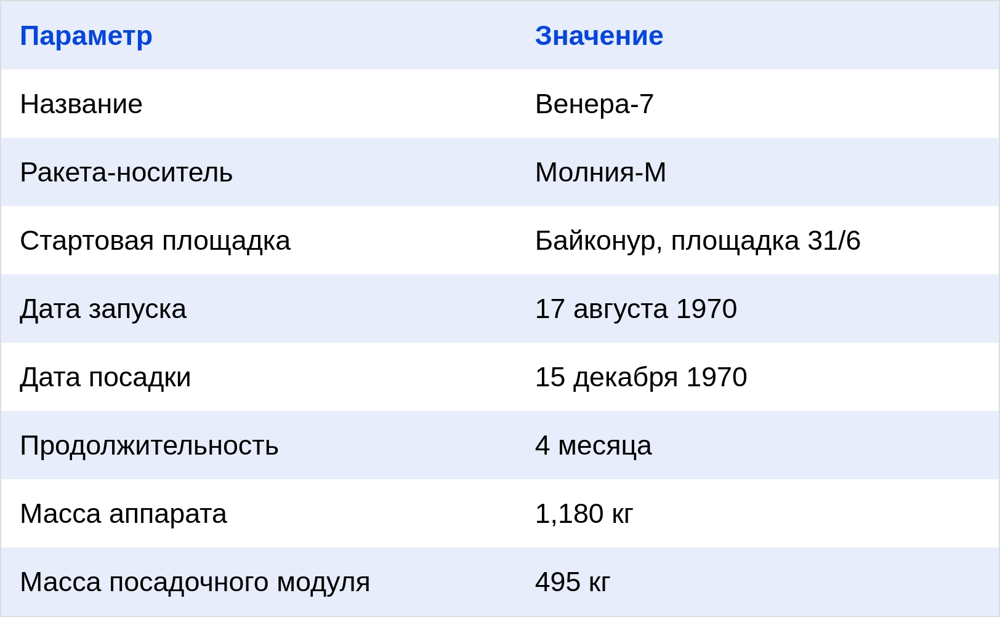 Параметр Значение
Название Венера-7
Ракета-носитель Молния-М
Стартовая площадка Байконур, площадка 31/6
Дата запуска 17 августа 1970
Дата посадки 15 декабря 1970
Продолжительность 4 месяца
Масса аппарата 1,180 кг
Масса посадочного модуля 495 кг